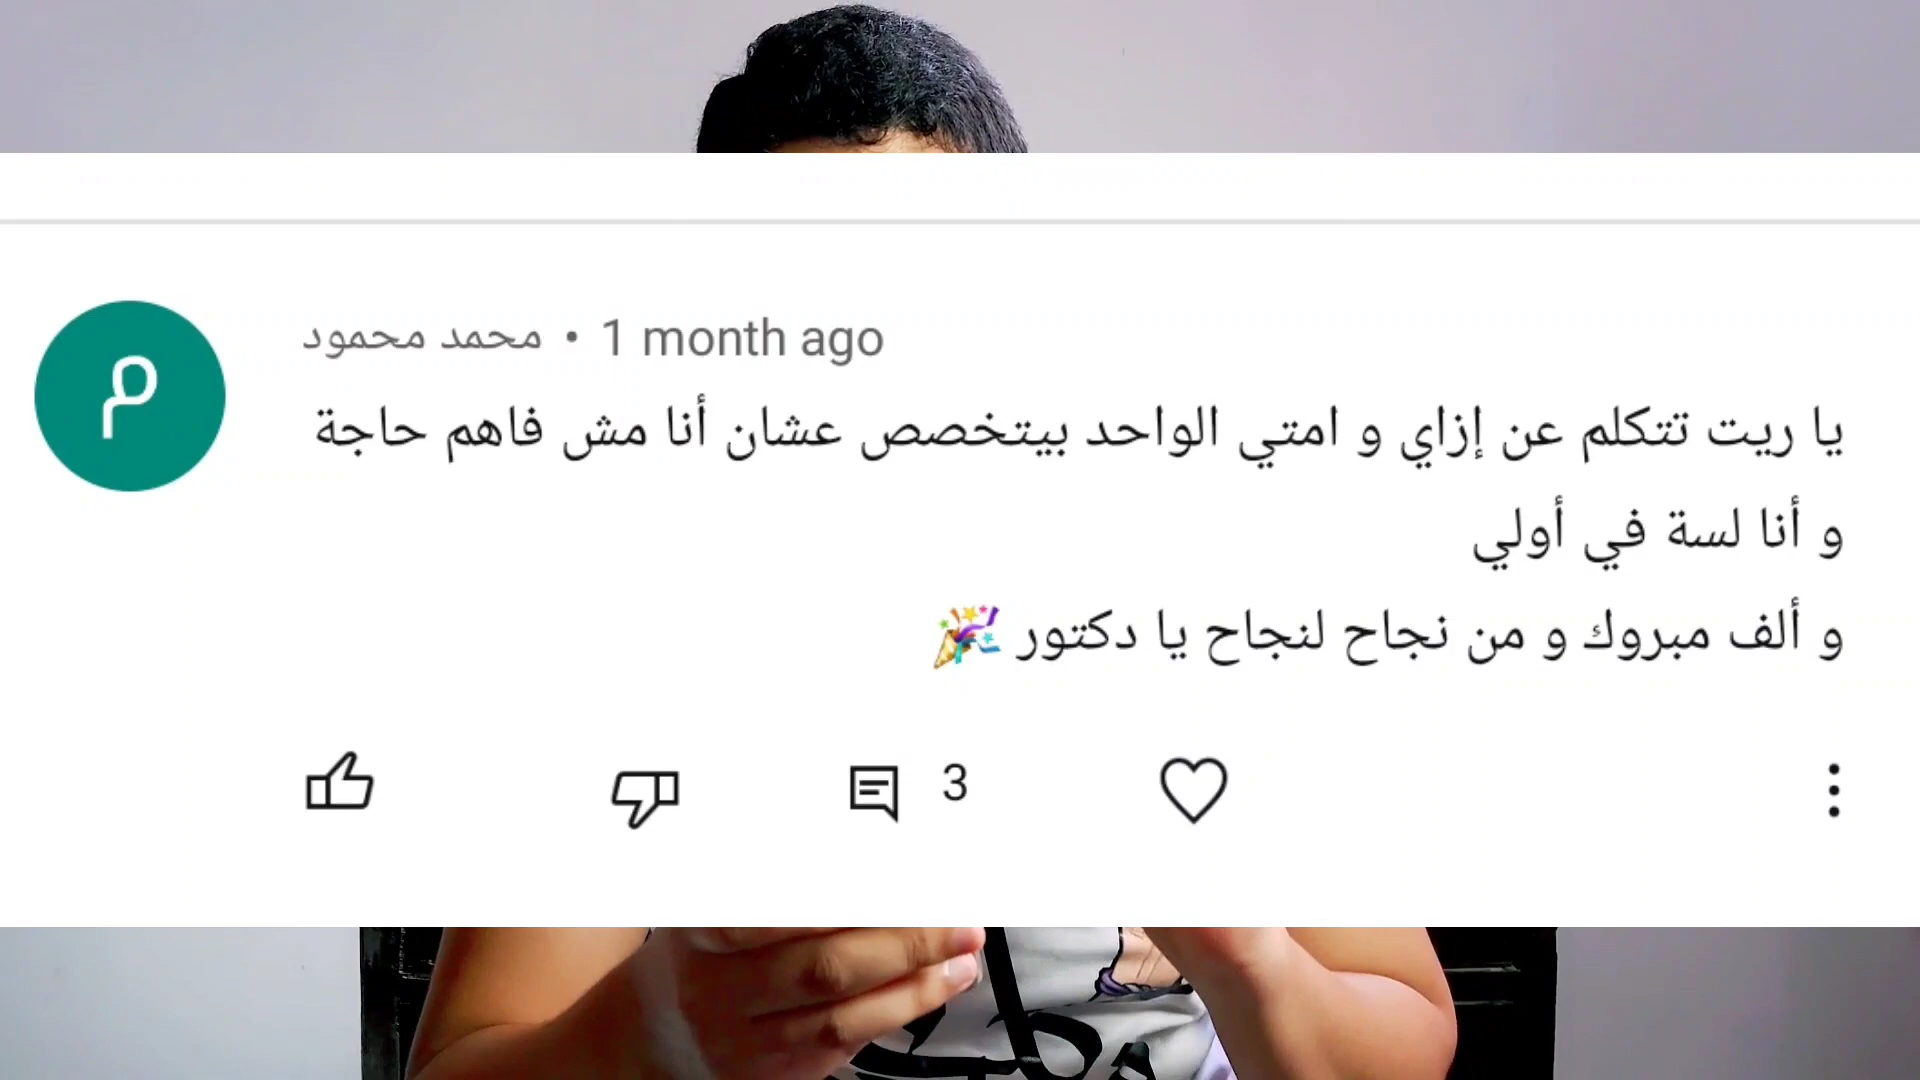 م
محمد محمود • 1 month ago
يا ريت تتكلم عن إزاي و امتي الواحد بيتخصص عشان أنا مش فاهم حاجة
و أنا لسة في أولي
و ألف مبروك و من نجاح لنجاح يا دكتور 🎉
3